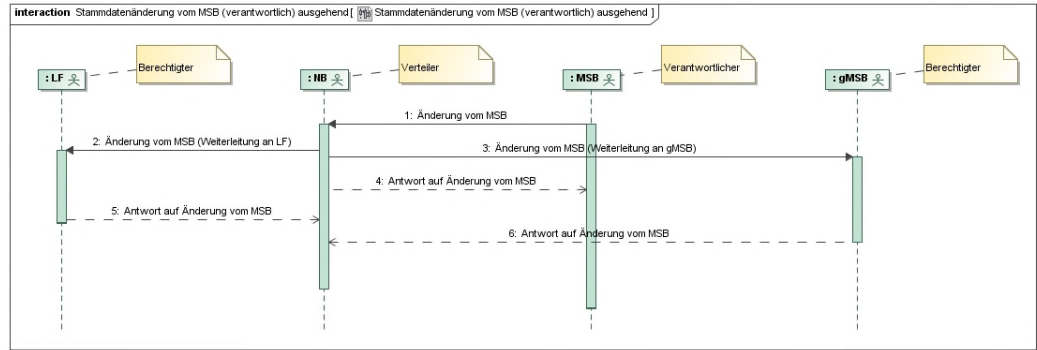 interaction Stammdatenänderung vom MSB (verantwortlich) ausgehend[ Stammdatenänderung vom MSB (verantwortlich) ausgehend ]
Berechtigter
Verteiler
Verantwortlicher
Berechtigter
: LF
: NB
: MSB
: gMSB
1: Änderung vom MSB
2: Änderung vom MSB (Weiterleitung an LF)
3: Änderung vom MSB (Weiterleitung an gMSB)
4: Antwort auf Änderung vom MSB
5: Antwort auf Änderung vom MSB
6: Antwort auf Änderung vom MSB